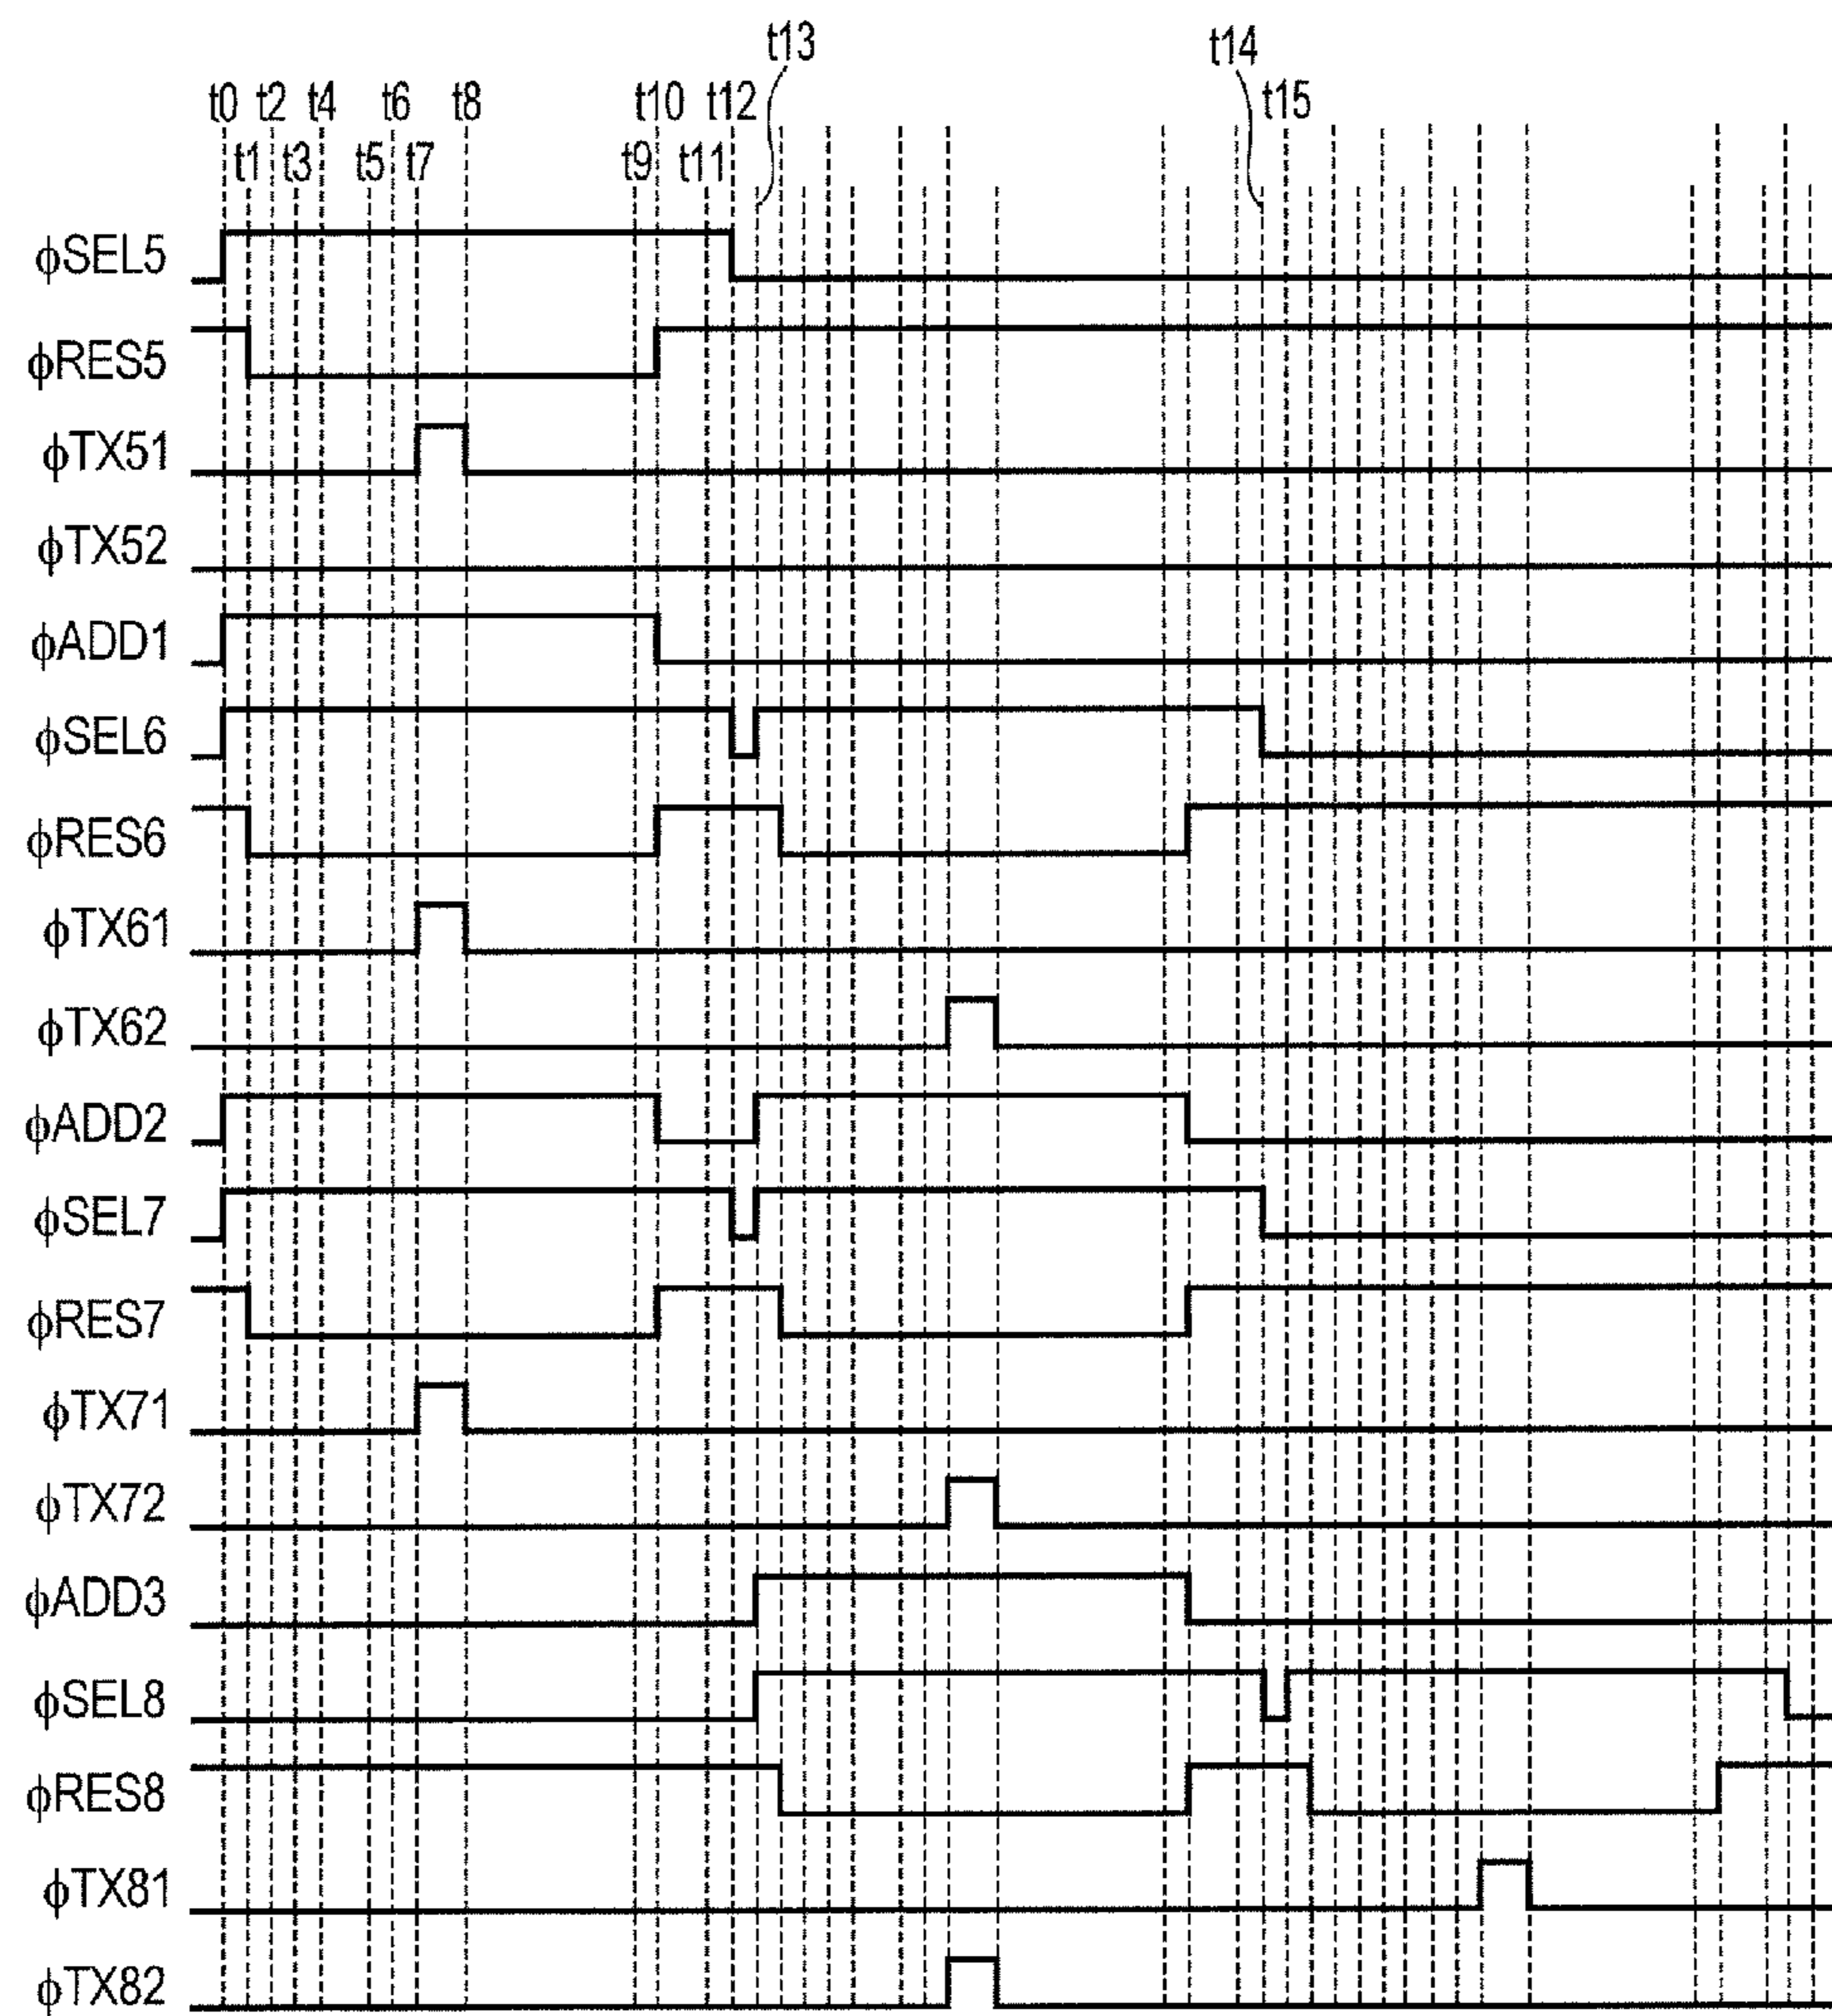 t13 t14
t0 t2 t4 t6 t8 t10 t12 t15
t1 t3 t5 t7 t9 t11
ϕSEL5
ϕRES5
ϕTX51
ϕTX52
ϕADD1
ϕSEL6
ϕRES6
ϕTX61
ϕTX62
ϕADD2
ϕSEL7
ϕRES7
ϕTX71
ϕTX72
ϕADD3
ϕSEL8
ϕRES8
ϕTX81
ϕTX82